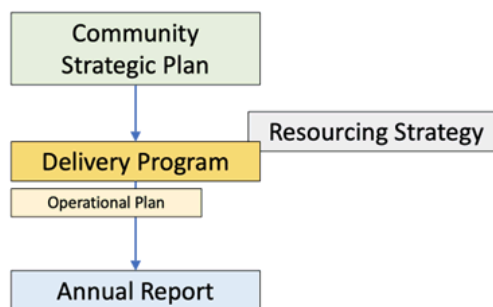 Community
Strategic Plan
Resourcing Strategy
Delivery Program
Operational Plan
Annual Report